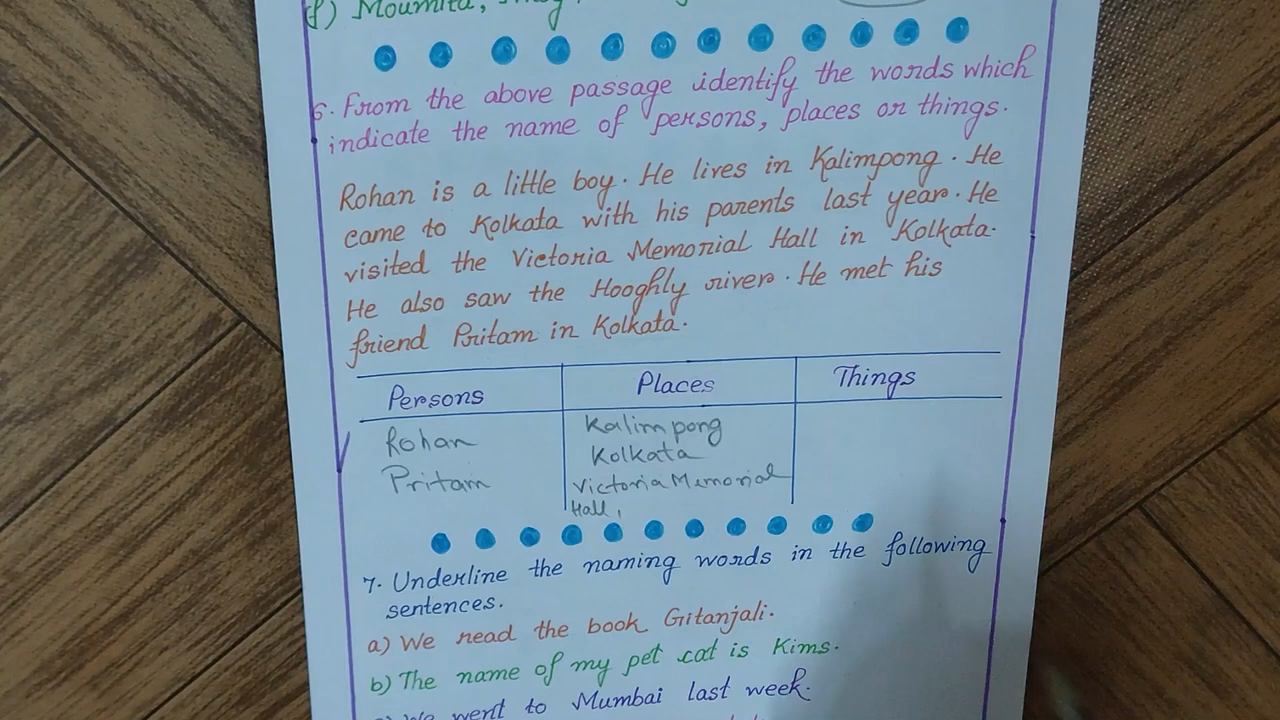 f) Moumita,
6. From the above passage identify the words which
indicate the name of persons, places or things.
Rohan is a little boy. He lives in Kalimpong. He
came to Kolkata with his parents last year. He
visited the Victoria Memorial Hall in Kolkata.
He also saw the Hooghly river. He met his
friend Pritam in Kolkata.
Persons Places Things
Rohan Kalimpong
Kolkata
Pritam Victoria Memorial
Hall,
7. Underline the naming words in the following
sentences.
a) We read the book Gitanjali.
b) The name of my pet cat is Kims.
We went to Mumbai last week.